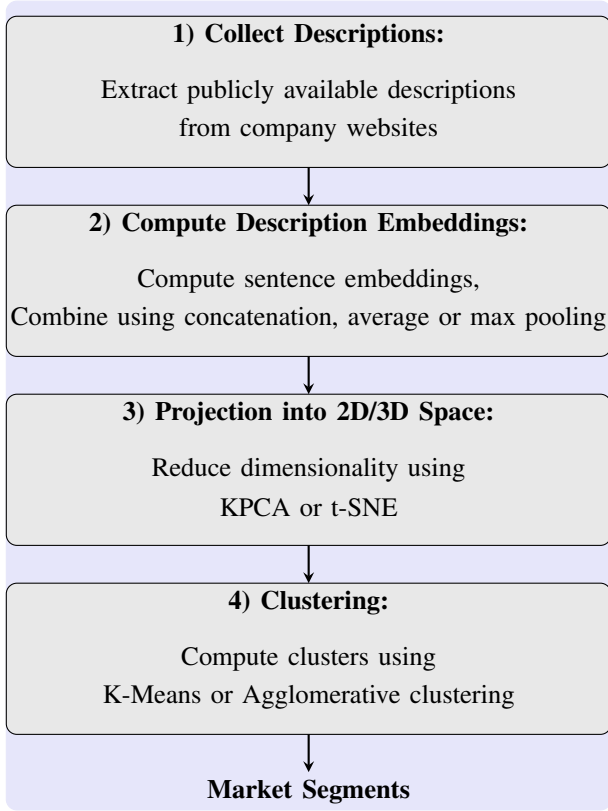 1) Collect Descriptions:
Extract publicly available descriptions
from company websites
2) Compute Description Embeddings:
Compute sentence embeddings,
Combine using concatenation, average or max pooling
3) Projection into 2D/3D Space:
Reduce dimensionality using
KPCA or t-SNE
4) Clustering:
Compute clusters using
K-Means or Agglomerative clustering
Market Segments